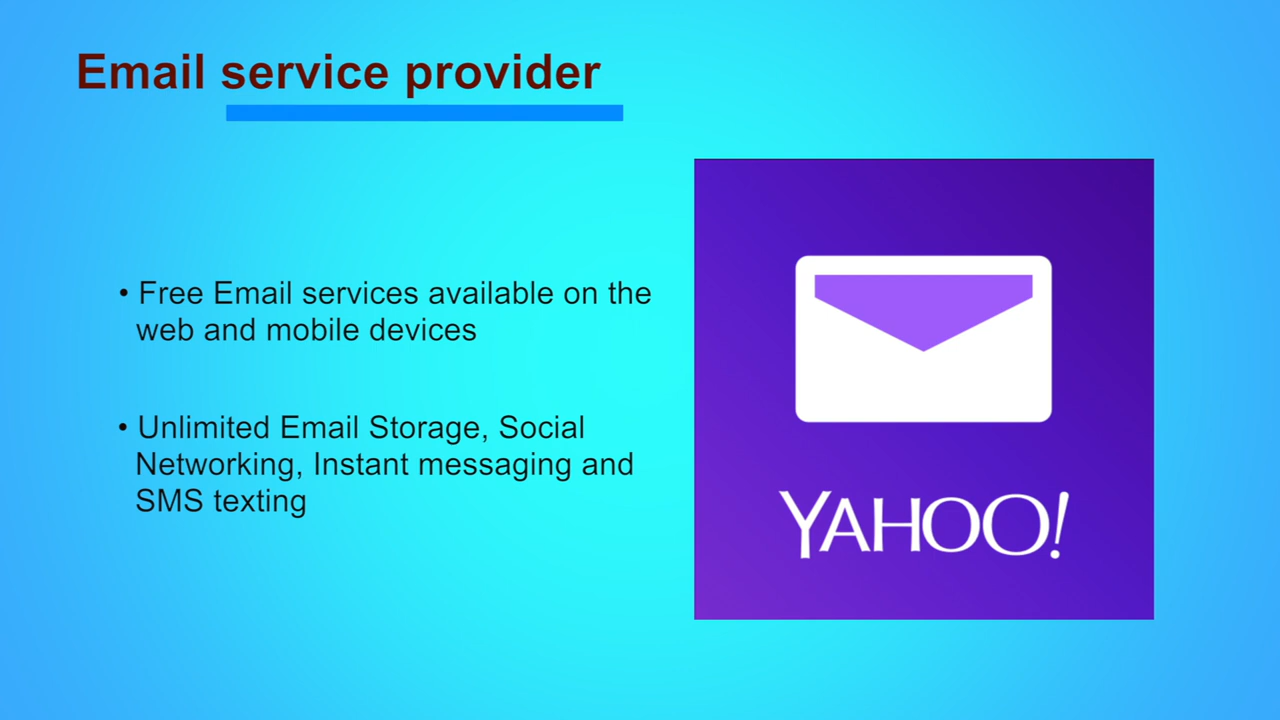 Email service provider
• Free Email services available on the
web and mobile devices
• Unlimited Email Storage, Social
Networking, Instant messaging and
SMS texting
YAHOO!